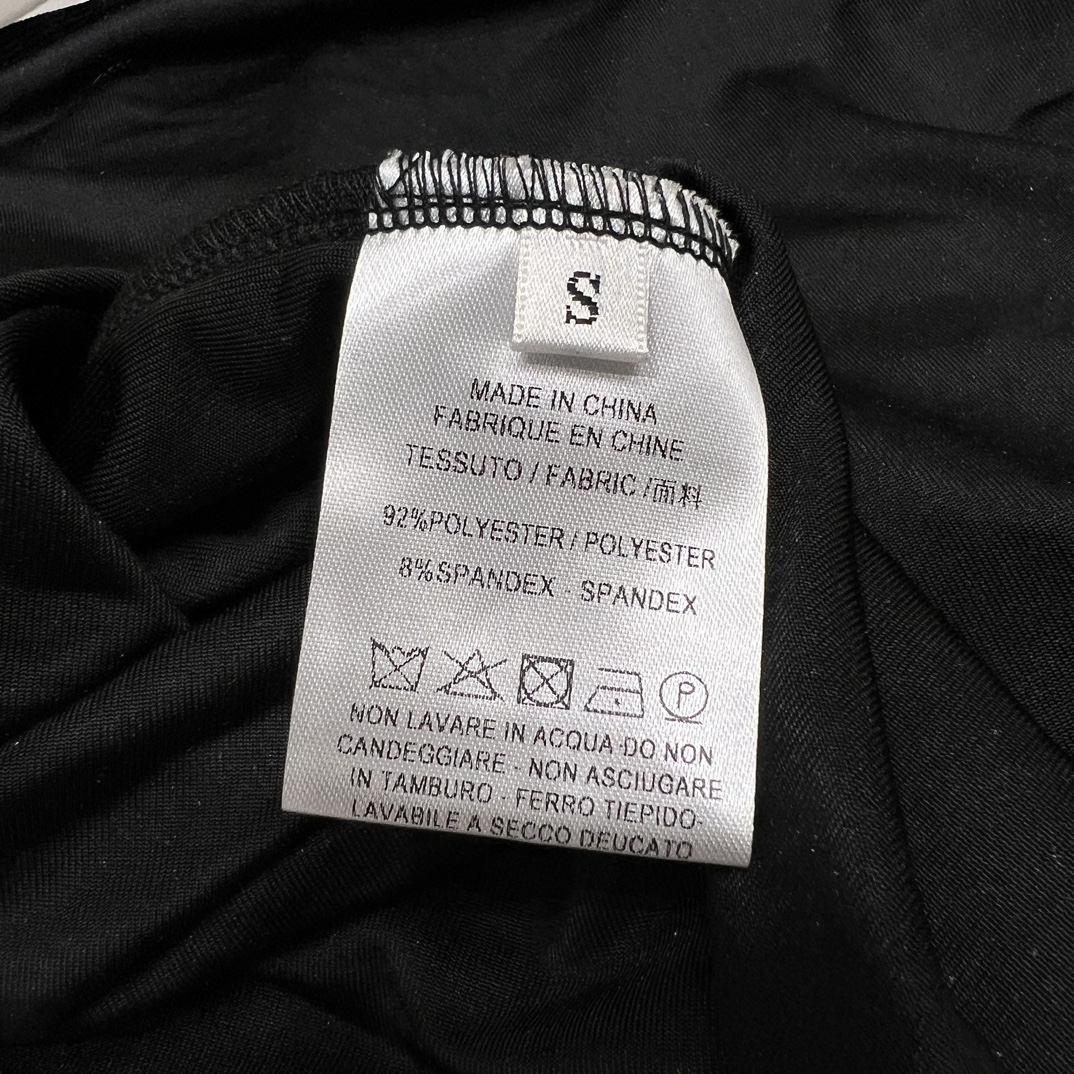 S
MADE IN CHINA
FABRIQUE EN CHINE
TESSUTO / FABRIC /面料
92%POLYESTER / POLYESTER
8%SPANDEX - SPANDEX
P
NON LAVARE IN ACQUA-DO NON
CANDEGGIARE - NON ASCIUGARE
IN TAMBURO - FERRO TIEPIDO-
LAVABILE A SECCO DEUCATO